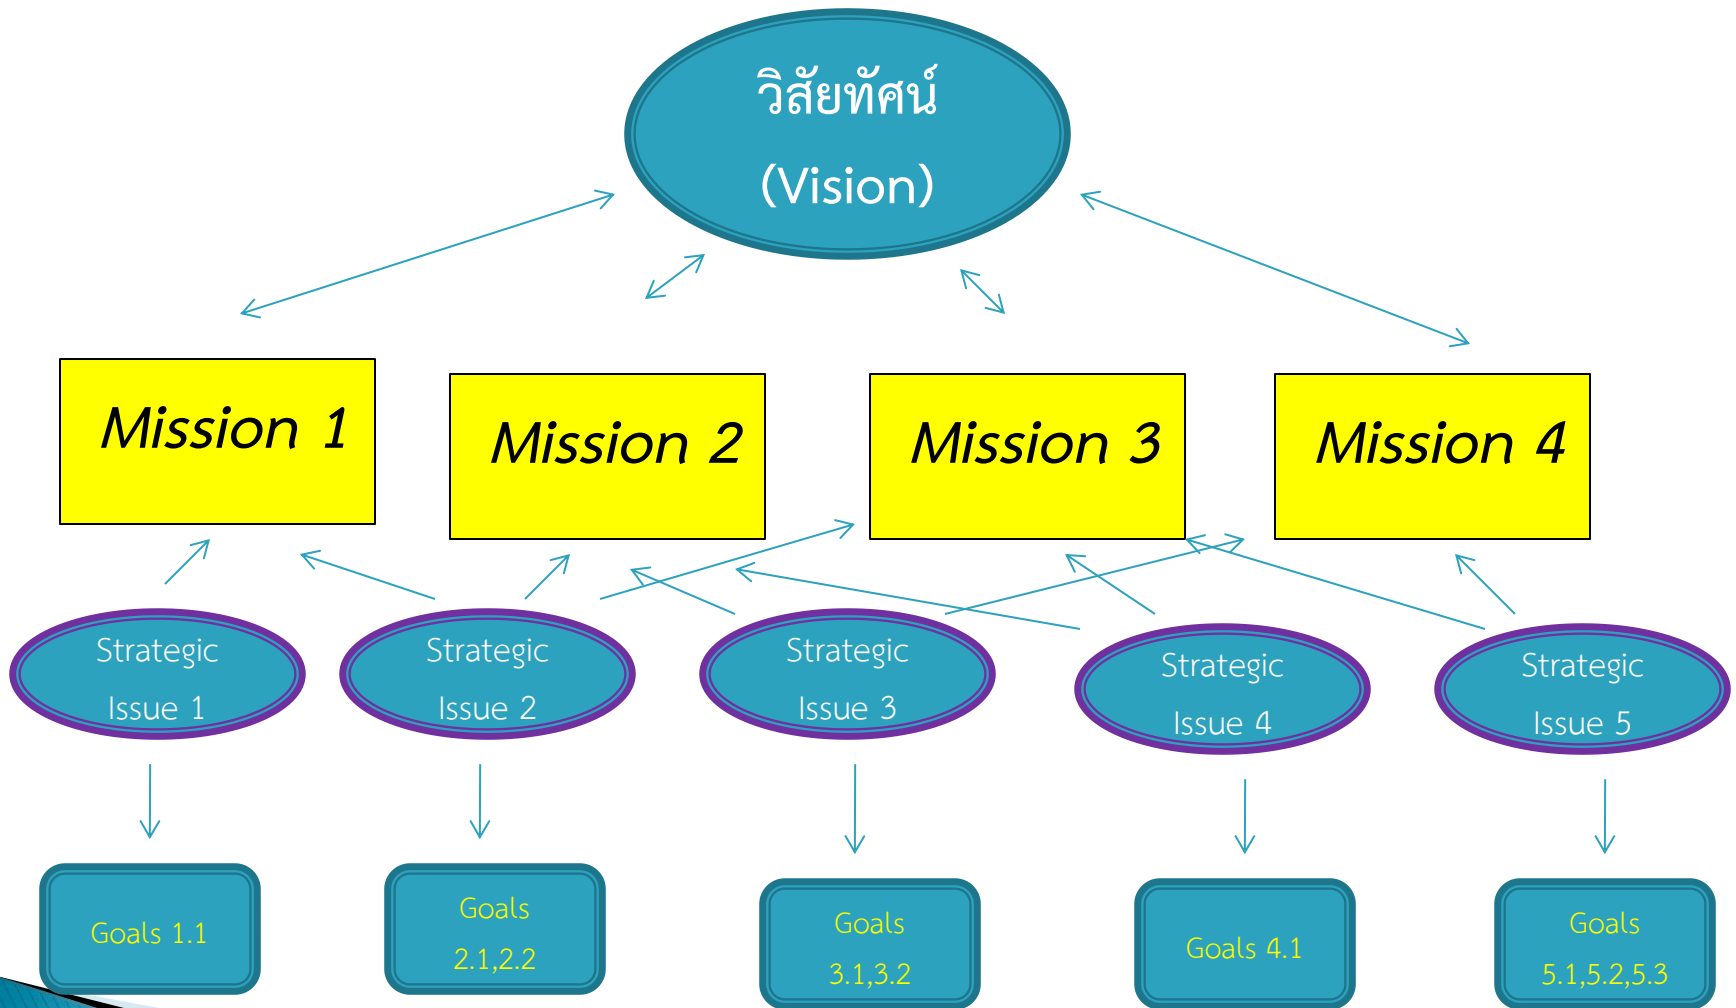 วิสัยทัศน์
(Vision)
Mission 1
Mission 2
Mission 3
Mission 4
Strategic
Issue 1
Strategic
Issue 2
Strategic
Issue 3
Strategic
Issue 4
Strategic
Issue 5
Goals 1.1
Goals
2.1,2.2
Goals
3.1,3.2
Goals 4.1
Goals
5.1,5.2,5.3